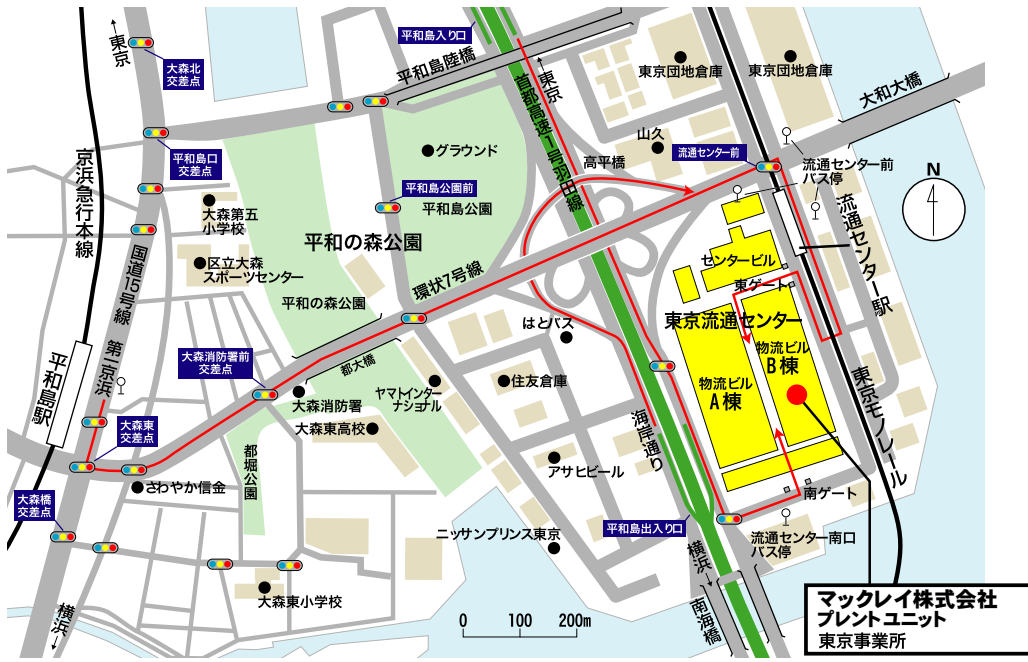 東京
大森北
交差点
平和島入り口
平和島陸橋
東京
首都高速1号羽田線
東京団地倉庫
東京団地倉庫
大和大橋
平和島口
交差点
グラウンド
山久
高平橋
流通センター前
流通センター前
バス停
N
京浜急行本線
大森第五
小学校
平和島公園前
平和島公園
平和の森公園
区立大森
スポーツセンター
平和の森公園
環状7号線
センタービル
流通センター駅
東ゲート
国道15号線
第一京浜
はとバス
東京流通センター
物流ビル
B棟
物流ビル
A棟
大森消防署前
交差点
都大橋
平和島駅
大森消防署
ヤマトインター
ナショナル
住友倉庫
東京モノレール
大森東
交差点
大森東高校
海岸通り
都堀公園
アサヒビール
さわやか信金
南ゲート
大森橋
交差点
ニッサンプリンス東京
平和島出入り口
流通センター南口
バス停
横浜
大森東小学校
横浜
南海橋
0 100 200m
マックレイ株式会社
プレントユニット
東京事業所